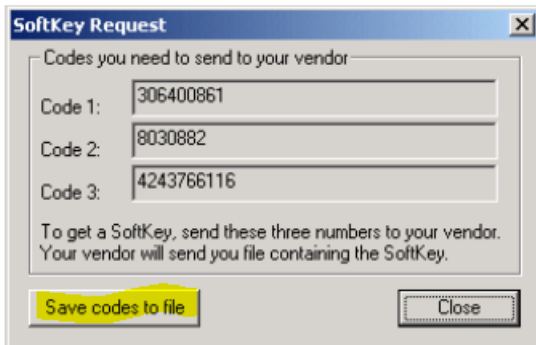 SoftKey Request
Codes you need to send to your vendor
Code 1: 306400861
Code 2: 8030882
Code 3: 4243766116
To get a SoftKey, send these three numbers to your vendor.
Your vendor will send you file containing the SoftKey.
Save codes to file Close